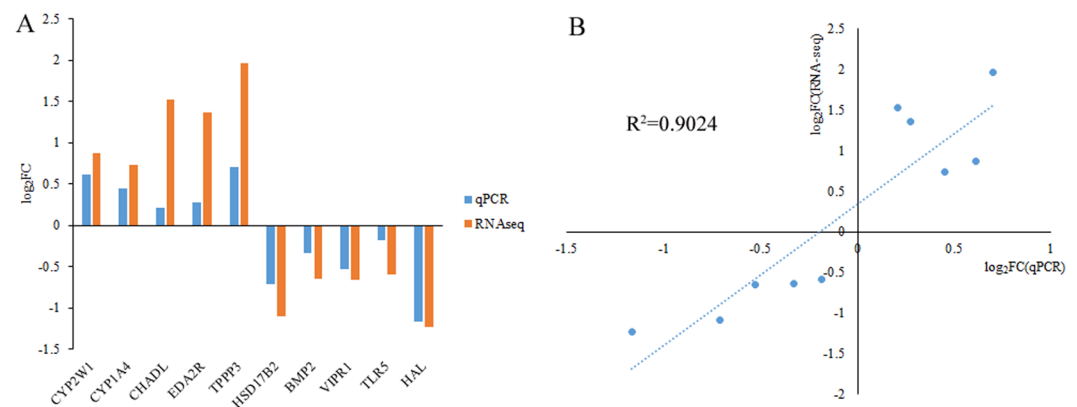 A
2.5
2
1.5
1
0.5
0
-0.5
-1
-1.5
log2FC
CYP2W1
CYP1A4
CHADL
EDA2R
TPPP3
HSD17B2
BMP2
VIPR1
TLR5
HAL
qPCR
RNAseq
B
R²=0.9024
log₂FC(RNA-seq)
2.5
2
1.5
1
0.5
0
-0.5
-1
-1.5
-2
-1.5
-1
-0.5
0.5
1
log₂FC(qPCR)